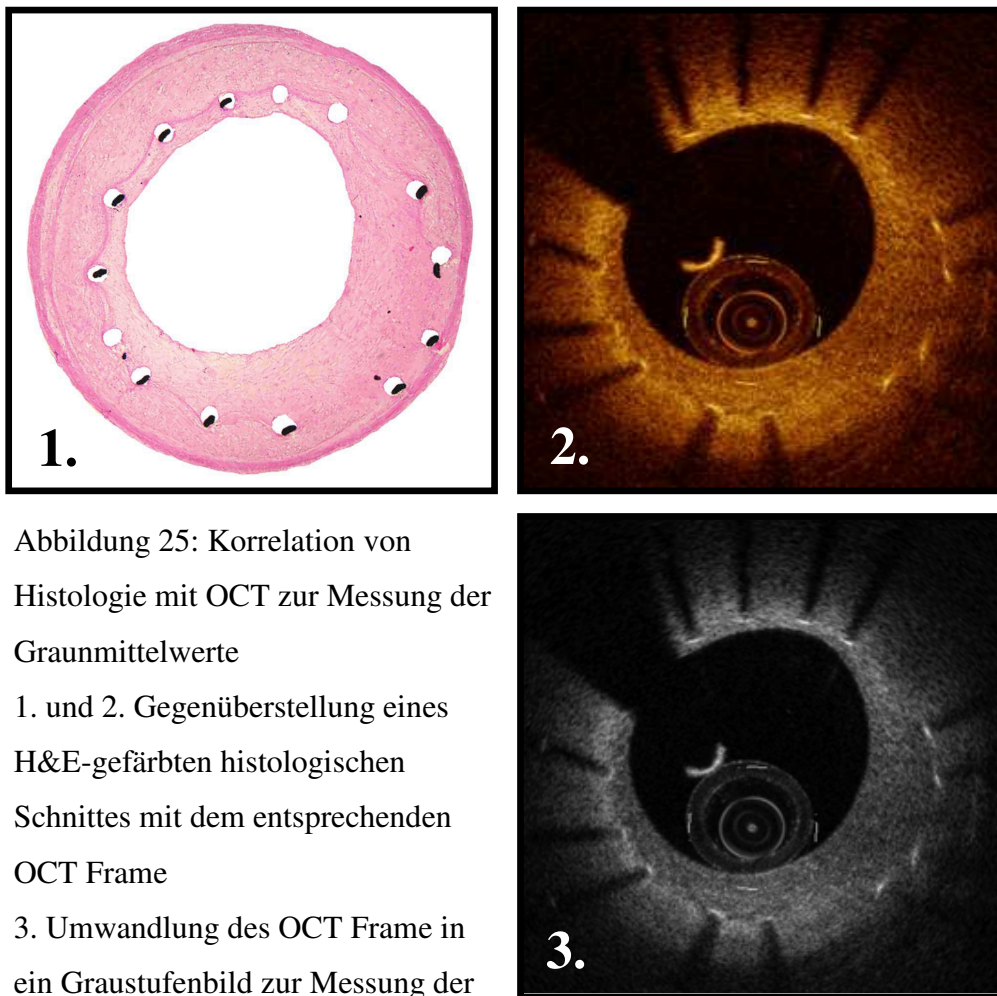 1.
2.
Abbildung 25: Korrelation von
Histologie mit OCT zur Messung der
Graunmittelwerte
1. und 2. Gegenüberstellung eines
H&E-gefärbten histologischen
Schnittes mit dem entsprechenden
OCT Frame
3. Umwandlung des OCT Frame in
ein Graustufenbild zur Messung der
3.